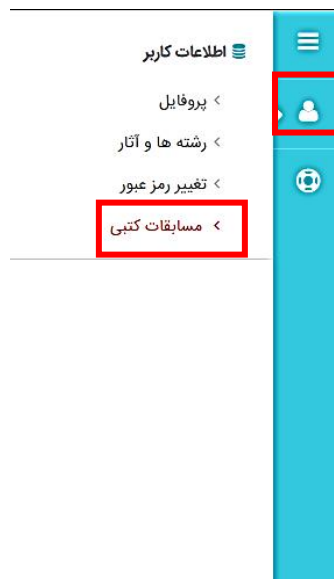 اطلاعات کاربر
پروفایل
رشته ها و آثار
تغییر رمز عبور
مسابقات کتبی